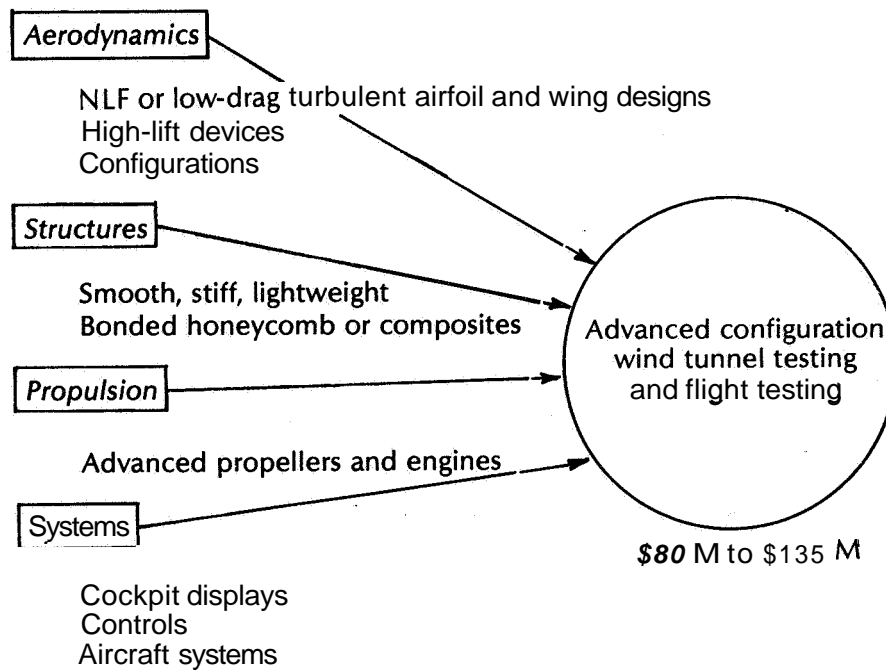 Aerodynamics
NLF or low-drag turbulent airfoil and wing designs
High-lift devices
Configurations
Structures
Smooth, stiff, lightweight
Bonded honeycomb or composites
Propulsion
Advanced propellers and engines
Systems
Cockpit displays
Controls
Aircraft systems
Advanced configuration
wind tunnel testing
and flight testing
$80 M to $135 M